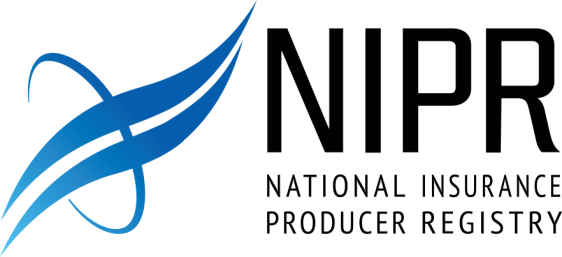 NIPR
NATIONAL INSURANCE
PRODUCER REGISTRY